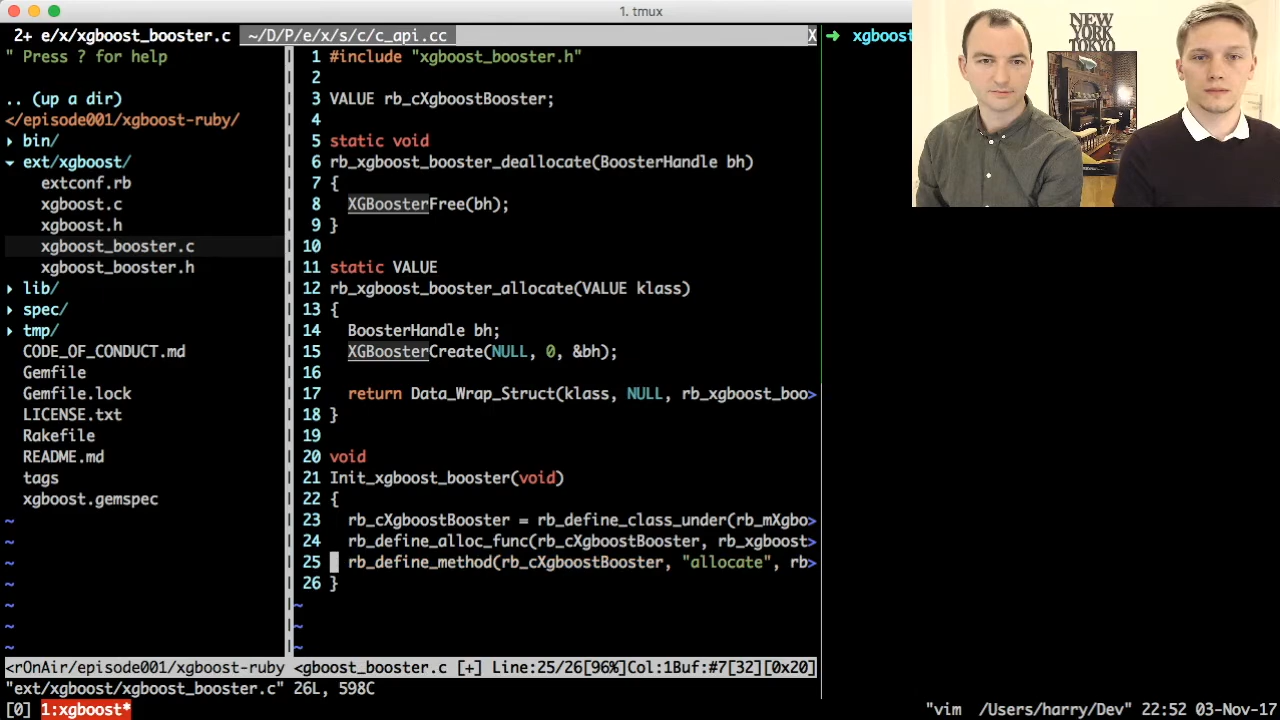 1. tmux
2+ e/x/xgboost_booster.c ~/D/P/e/x/s/c/c_api.cc X
" Press ? for help
.. (up a dir)
</episode001/xgboost-ruby/
▸ bin/
▾ ext/xgboost/
extconf.rb
xgboost.c
xgboost.h
xgboost_booster.c
xgboost_booster.h
▸ lib/
▸ spec/
▸ tmp/
CODE_OF_CONDUCT.md
Gemfile
Gemfile.lock
LICENSE.txt
Rakefile
README.md
tags
xgboost.gemspec
~
~
~
~
~
~
~
1 #include "xgboost_booster.h"
2
3 VALUE rb_cXgboostBooster;
4
5 static void
6 rb_xgboost_booster_deallocate(BoosterHandle bh)
7 {
8 XGBoosterFree(bh);
9 }
10
11 static VALUE
12 rb_xgboost_booster_allocate(VALUE klass)
13 {
14 BoosterHandle bh;
15 XGBoosterCreate(NULL, 0, &bh);
16
17 return Data_Wrap_Struct(klass, NULL, rb_xgboost_boo>
18 }
19
20 void
21 Init_xgboost_booster(void)
22 {
23 rb_cXgboostBooster = rb_define_class_under(rb_mXgbo>
24 rb_define_alloc_func(rb_cXgboostBooster, rb_xgboost>
25 rb_define_method(rb_cXgboostBooster, "allocate", rb>
26 }
~
~
~
<rOnAir/episode001/xgboost-ruby <gboost_booster.c [+] Line:25/26[96%]Col:1Buf:#7[32][0x20]
"ext/xgboost/xgboost_booster.c" 26L, 598C
➜ xgboost
NEW
YORK
TOKYO
[0] 1:xgboost* "vim /Users/harry/Dev" 22:52 03-Nov-17